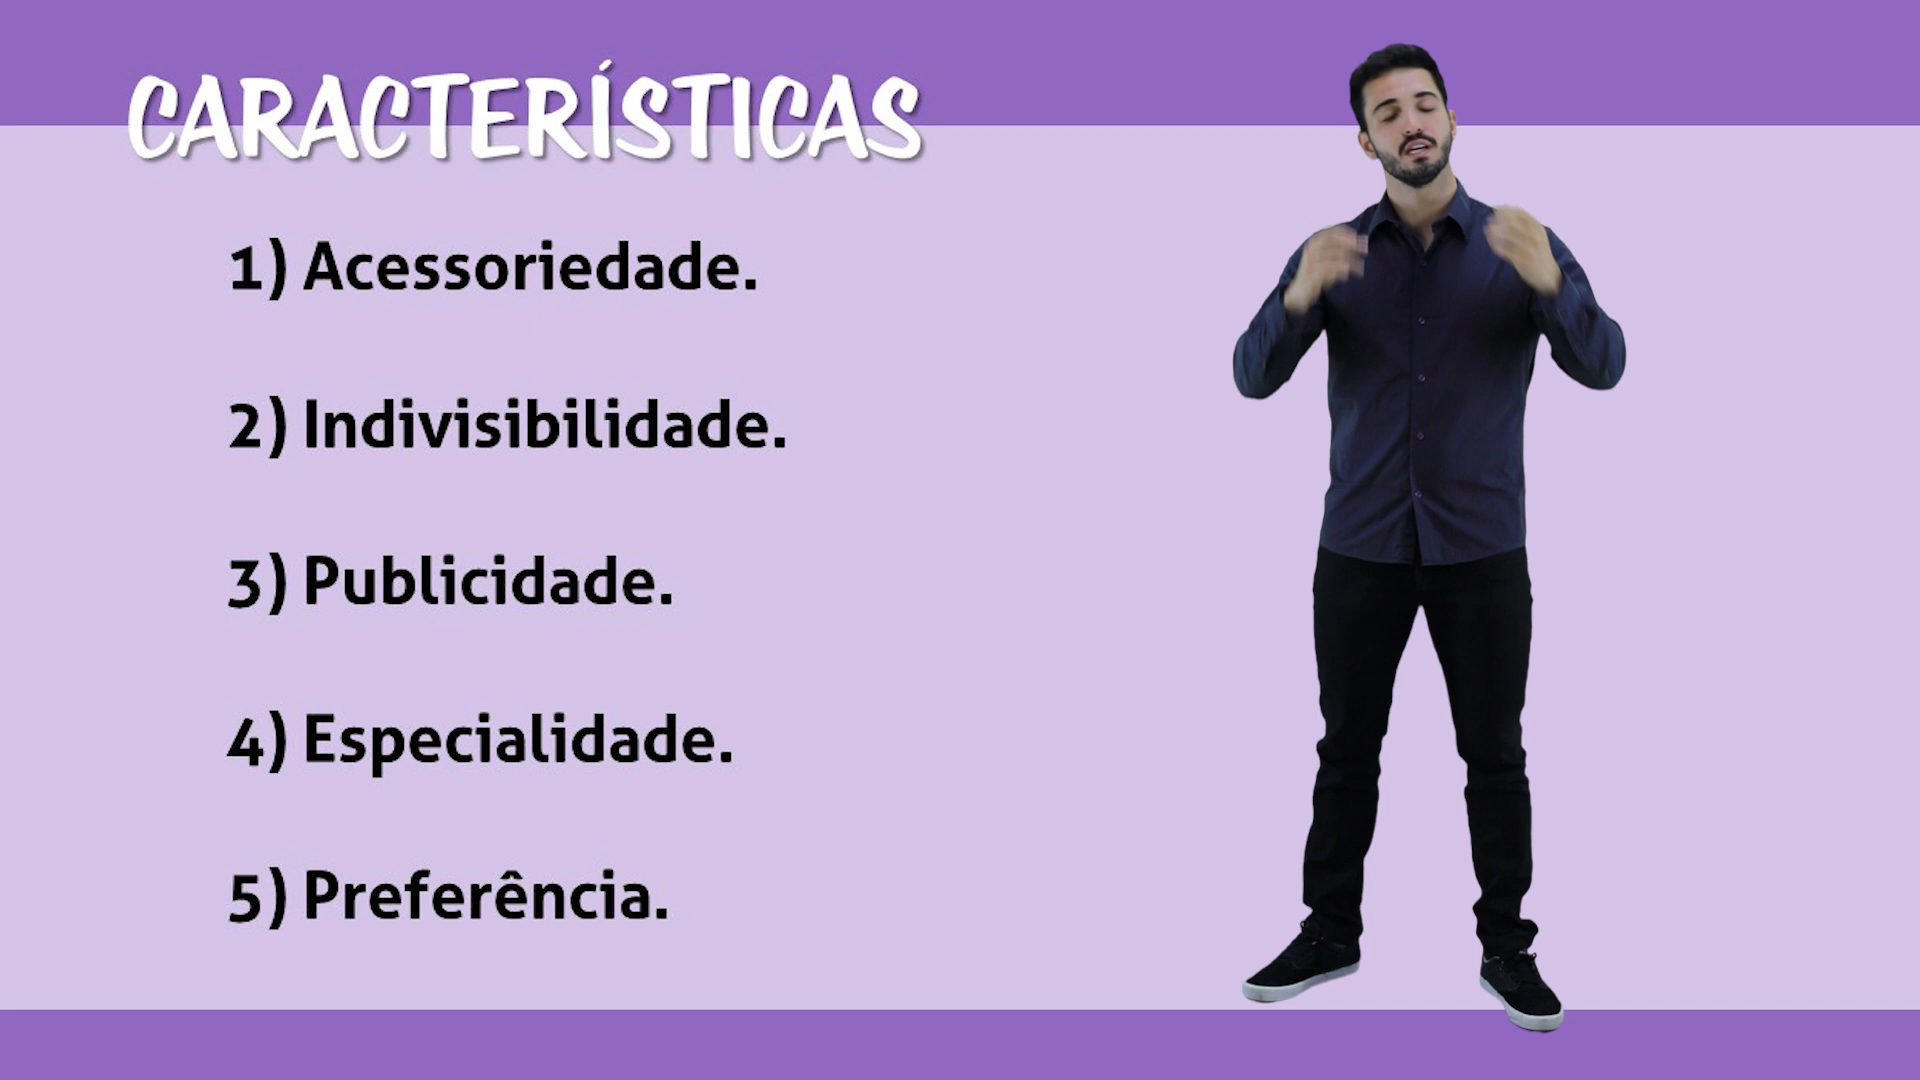 CARACTERÍSTICAS
1) Acessoriedade.
2) Indivisibilidade.
3) Publicidade.
4) Especialidade.
5) Preferência.